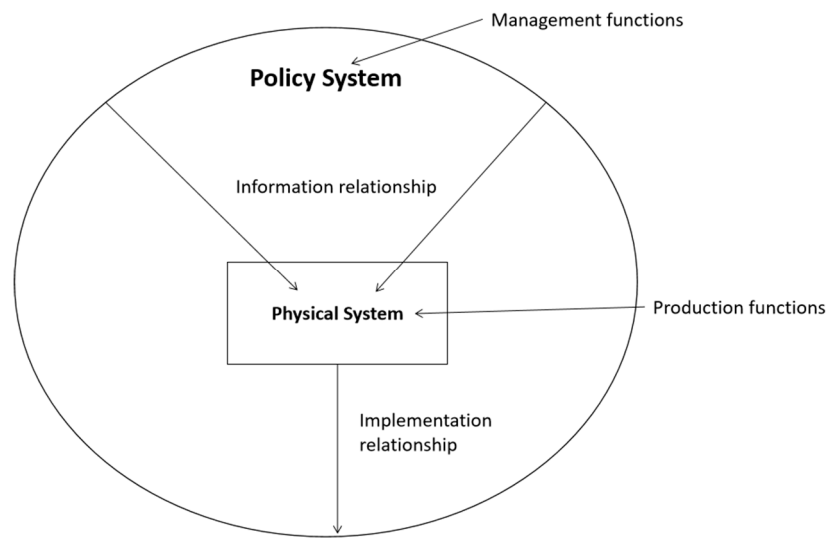 Management functions
Policy System
Information relationship
Physical System
Production functions
Implementation
relationship